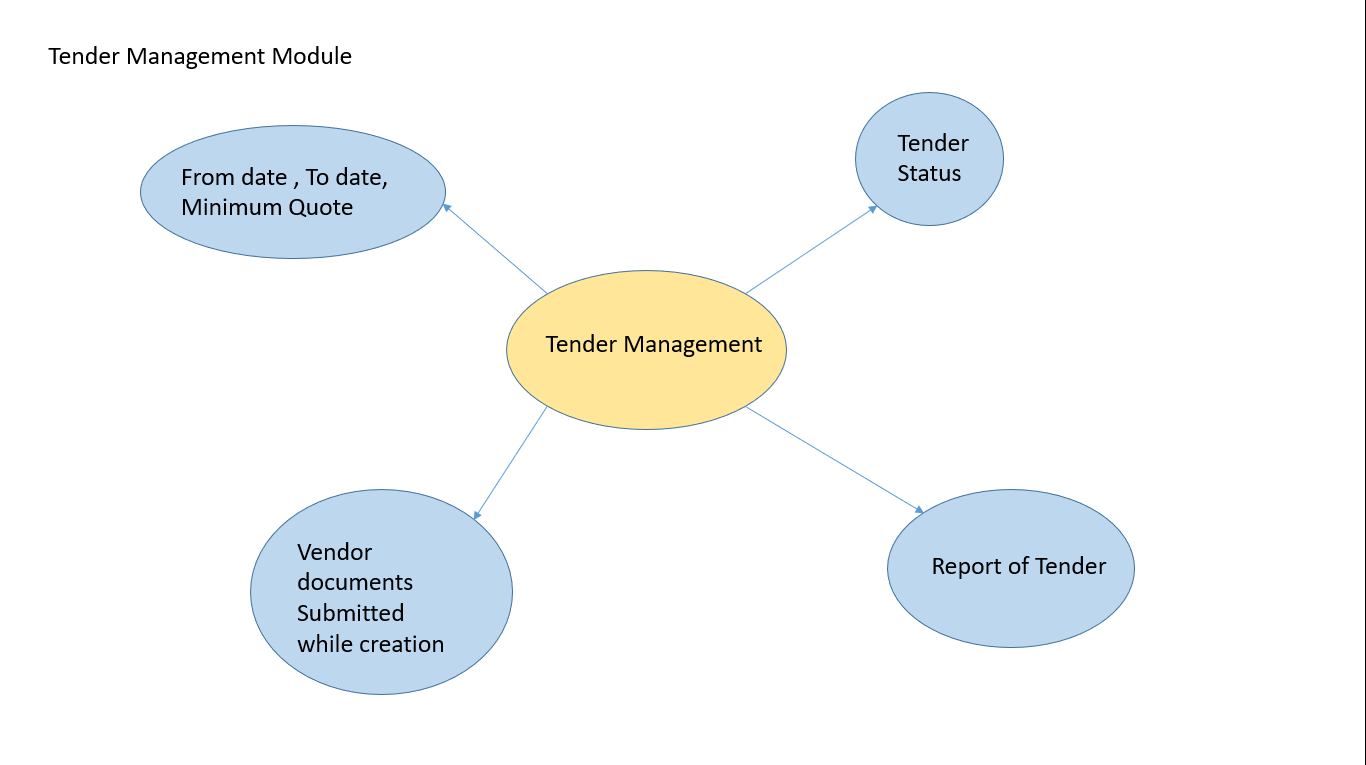 Tender Management Module
From date , To date,
Minimum Quote
Tender
Status
Tender Management
Vendor
documents
Submitted
while creation
Report of Tender